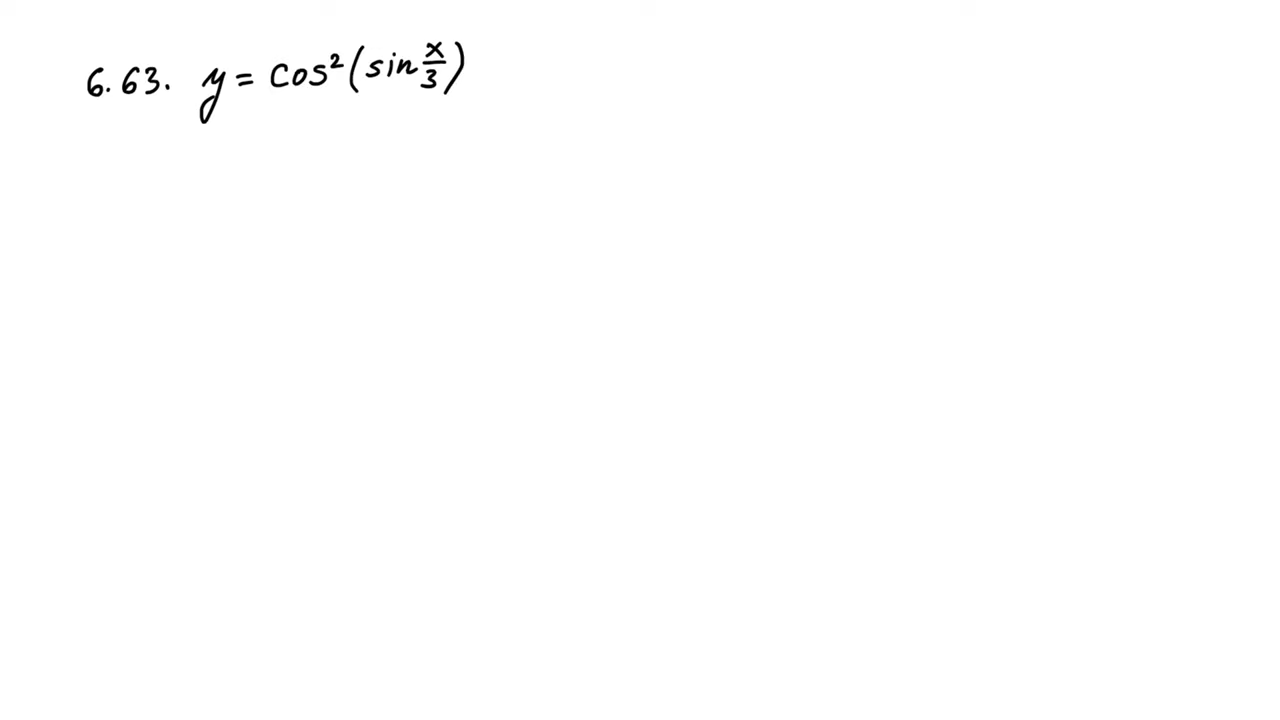 6.63. y = cos²(sin x/3)